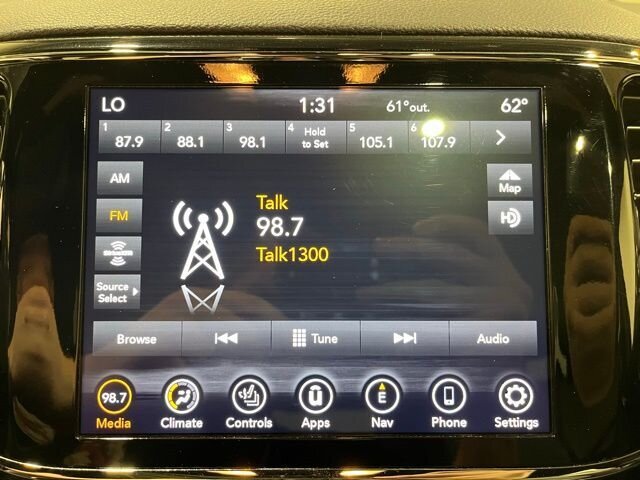 LO 1:31 61°out. 62°
1 87.9 2 88.1 3 98.1 4 Hold to Set 5 105.1 6 107.9
AM
Map
FM
HD
Talk
98.7
Talk1300
SiriusXM
Source
Select
Browse Tune Audio
98.7 E
Media Climate Controls Apps Nav Phone Settings